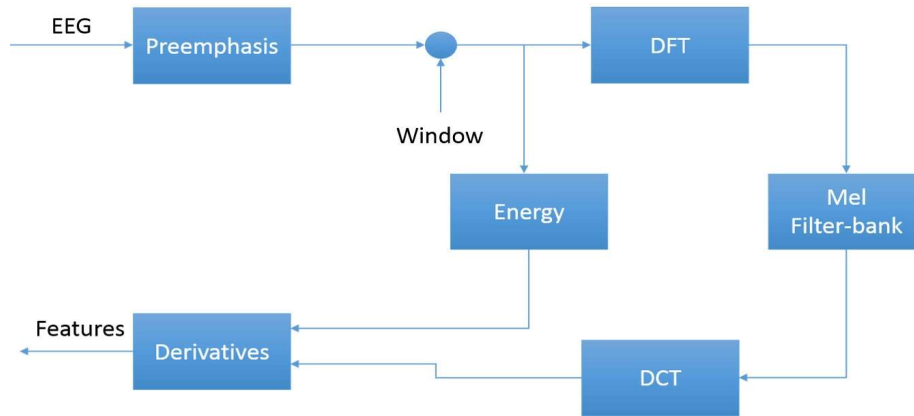 EEG
Preemphasis
DFT
Window
Energy
Mel
Filter-bank
Features
Derivatives
DCT